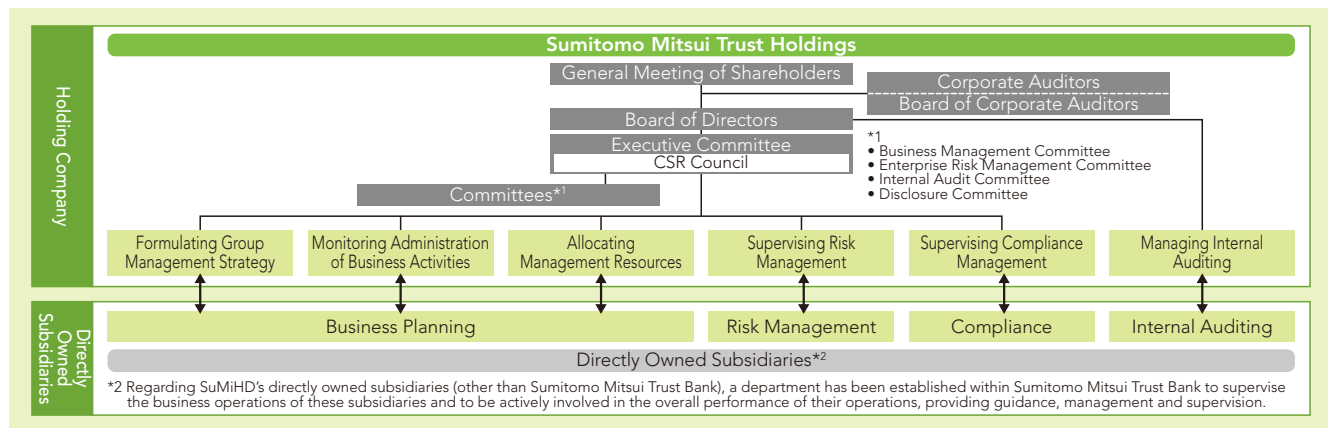 Holding Company
Sumitomo Mitsui Trust Holdings
General Meeting of Shareholders
Corporate Auditors
Board of Corporate Auditors
Board of Directors
Executive Committee
CSR Council
Committees*1
*1
• Business Management Committee
• Enterprise Risk Management Committee
• Internal Audit Committee
• Disclosure Committee
Formulating Group
Management Strategy
Monitoring Administration
of Business Activities
Allocating
Management Resources
Supervising Risk
Management
Supervising Compliance
Management
Managing Internal
Auditing
Directly
Owned
Subsidiaries
Business Planning
Risk Management
Compliance
Internal Auditing
Directly Owned Subsidiaries*2
*2 Regarding SuMiHD's directly owned subsidiaries (other than Sumitomo Mitsui Trust Bank), a department has been established within Sumitomo Mitsui Trust Bank to supervise
the business operations of these subsidiaries and to be actively involved in the overall performance of their operations, providing guidance, management and supervision.